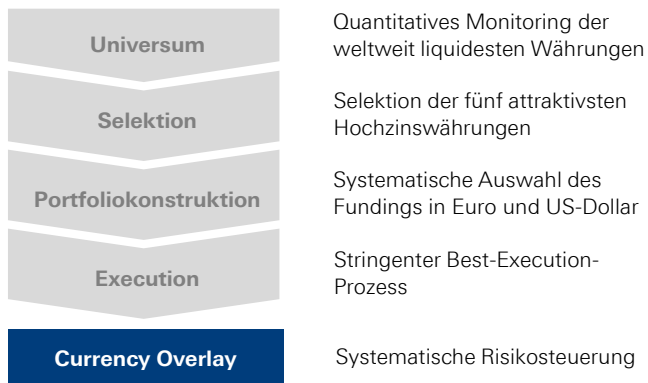 Universum
Quantitatives Monitoring der
weltweit liquidesten Währungen
Selektion
Selektion der fünf attraktivsten
Hochzinswährungen
Portfoliokonstruktion
Systematische Auswahl des
Fundings in Euro und US-Dollar
Execution
Stringenter Best-Execution-
Prozess
Currency Overlay
Systematische Risikosteuerung